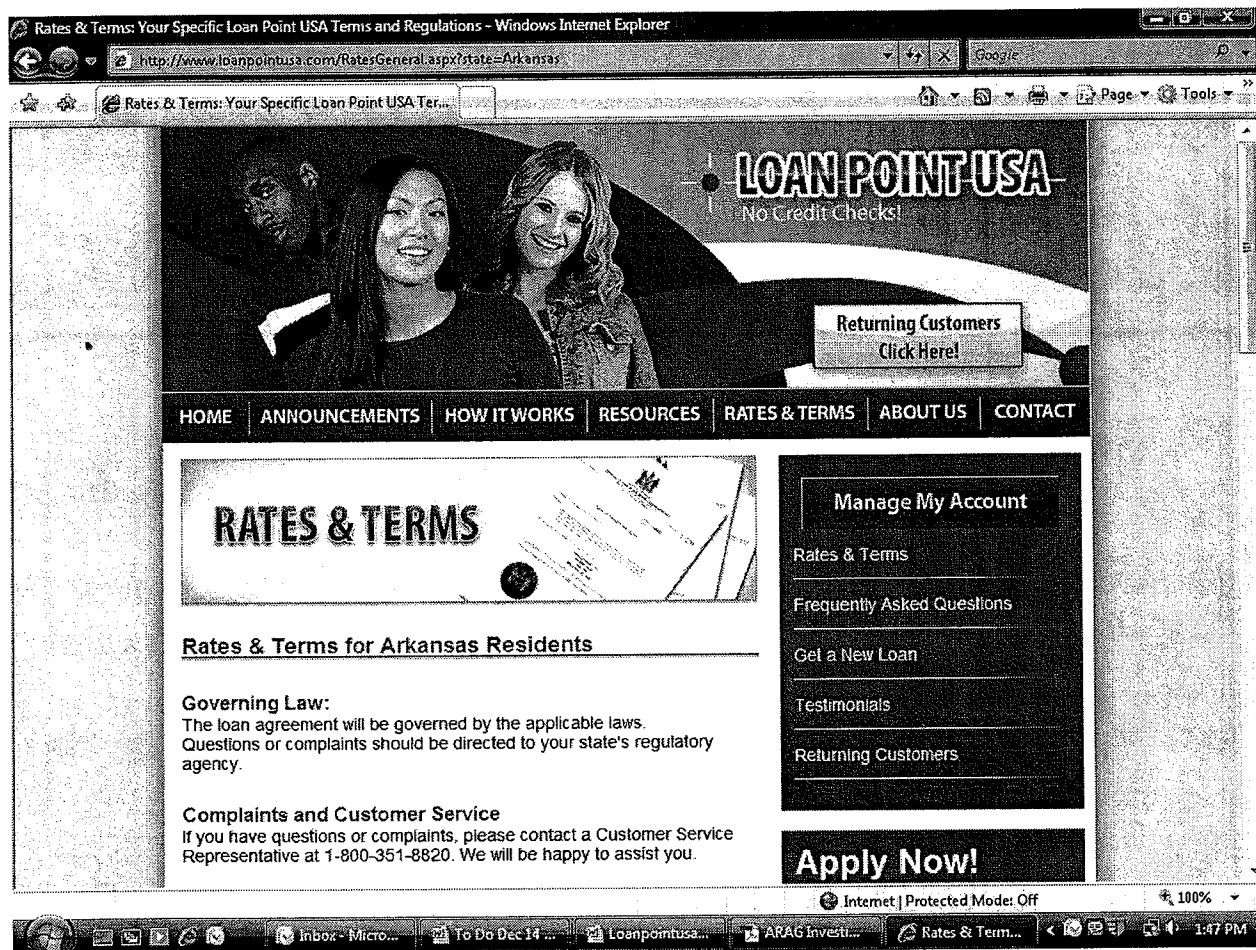 Rates & Terms: Your Specific Loan Point USA Terms and Regulations - Windows Internet Explorer
http://www.loanpointusa.com/RatesGeneral.aspx?state=Arkansas
Google
Rates & Terms: Your Specific Loan Point USA Ter...
Page
Tools
LOAN POINT USA
No Credit Checks!
Returning Customers
Click Here!
HOME ANNOUNCEMENTS HOW IT WORKS RESOURCES RATES & TERMS ABOUT US CONTACT
RATES & TERMS
Rates & Terms for Arkansas Residents
Governing Law:
The loan agreement will be governed by the applicable laws.
Questions or complaints should be directed to your state's regulatory
agency.
Complaints and Customer Service
If you have questions or complaints, please contact a Customer Service
Representative at 1-800-351-8820. We will be happy to assist you.
Manage My Account
Rates & Terms
Frequently Asked Questions
Get a New Loan
Testimonials
Returning Customers
Apply Now!
Internet | Protected Mode: Off
100%
Inbox - Micro...
To Do Dec 14 ...
Loanpointusa...
ARAG Investi...
Rates & Term...
1:47 PM